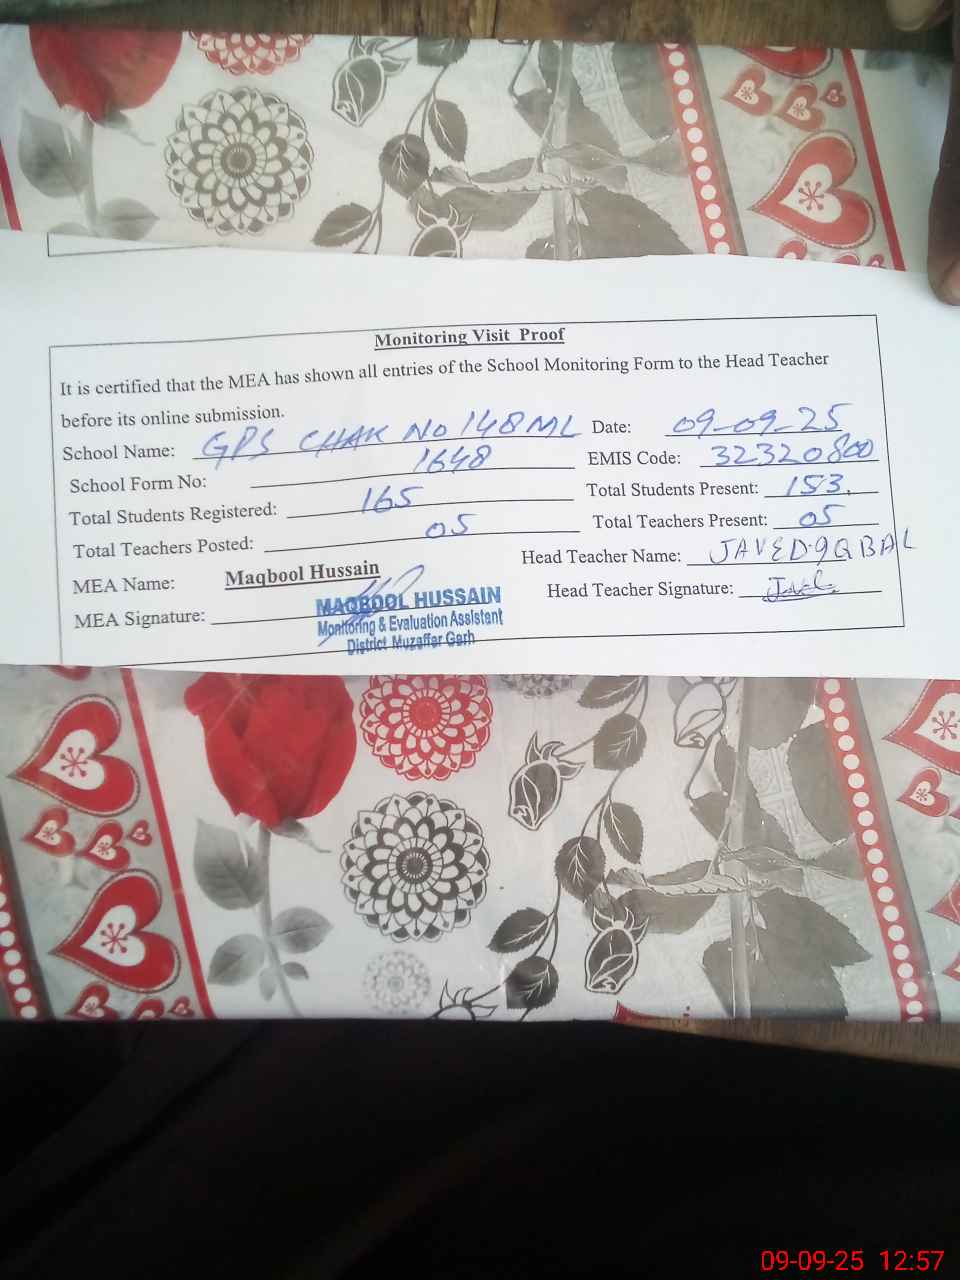 Monitoring Visit Proof
It is certified that the MEA has shown all entries of the School Monitoring Form to the Head Teacher
before its online submission.
School Name: GPS CHAK No 148 ML Date: 09-09-25
School Form No: 1648 EMIS Code: 32320800
Total Students Registered: 165 Total Students Present: 153
Total Teachers Posted: 05 Total Teachers Present: 05
MEA Name: Maqbool Hussain Head Teacher Name: JAVED IQBAL
MEA Signature: Head Teacher Signature:
MAQBOOL HUSSAIN
Monitoring & Evaluation Assistant
District Muzaffar Garh
09-09-25 12:57